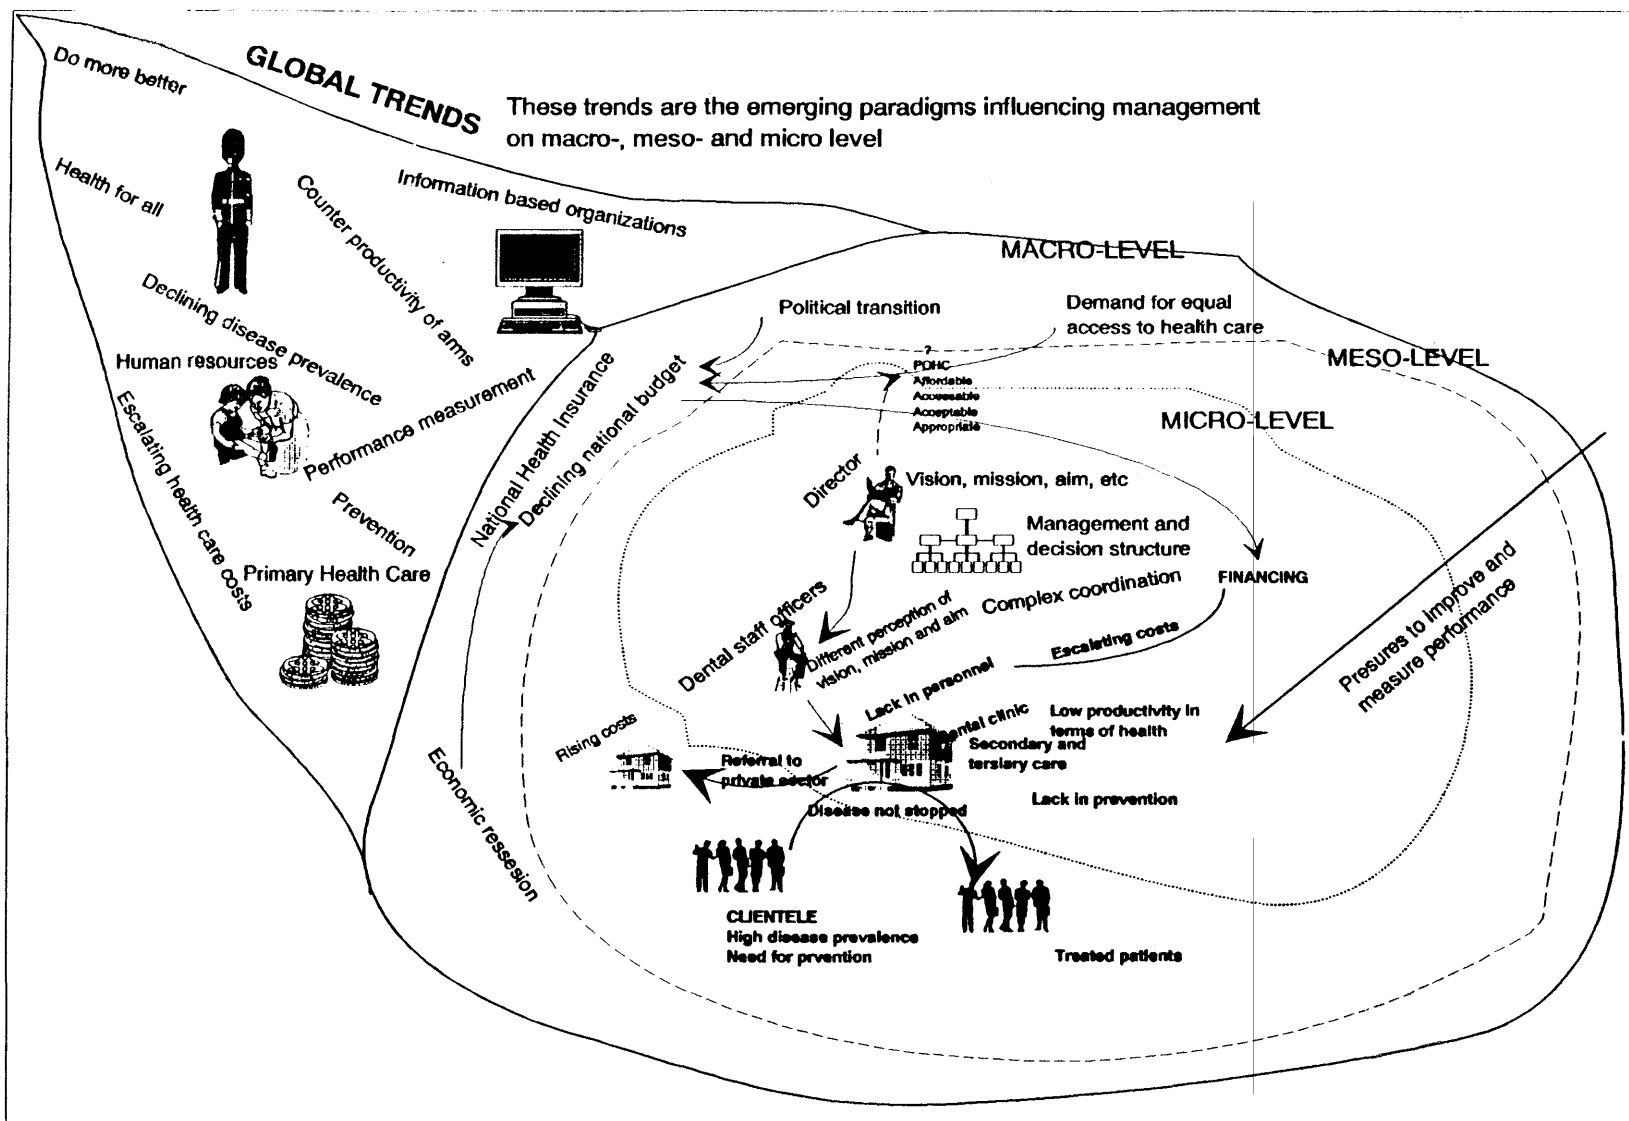 GLOBAL TRENDS
These trends are the emerging paradigms influencing management
on macro-, meso- and micro level
Do more better
Health for all
Counter productivity of arms
Information based organizations
Declining disease prevalence
Human resources
Escalating health care costs
Performance measurement
Prevention
Primary Health Care
MACRO-LEVEL
Political transition
Demand for equal
access to health care
National Health Insurance
Declining national budget
Economic ressesion
MESO-LEVEL
MICRO-LEVEL
?
POHC
Affordable
Accessable
Acceptable
Appropriate
Director
Vision, mission, aim, etc
Management and
decision structure
Complex coordination
FINANCING
Escalating costs
Presures to improve and
measure performance
Dental staff officers
Different perception of
vision, mission and aim
Lack in personnel
Dental clinic
Low productivity in
terms of health
Secondary and
tersiary care
Lack in prevention
Rising costs
Referral to
private sector
Disease not stopped
CLIENTELE
High disease prevalence
Need for prvention
Treated patients